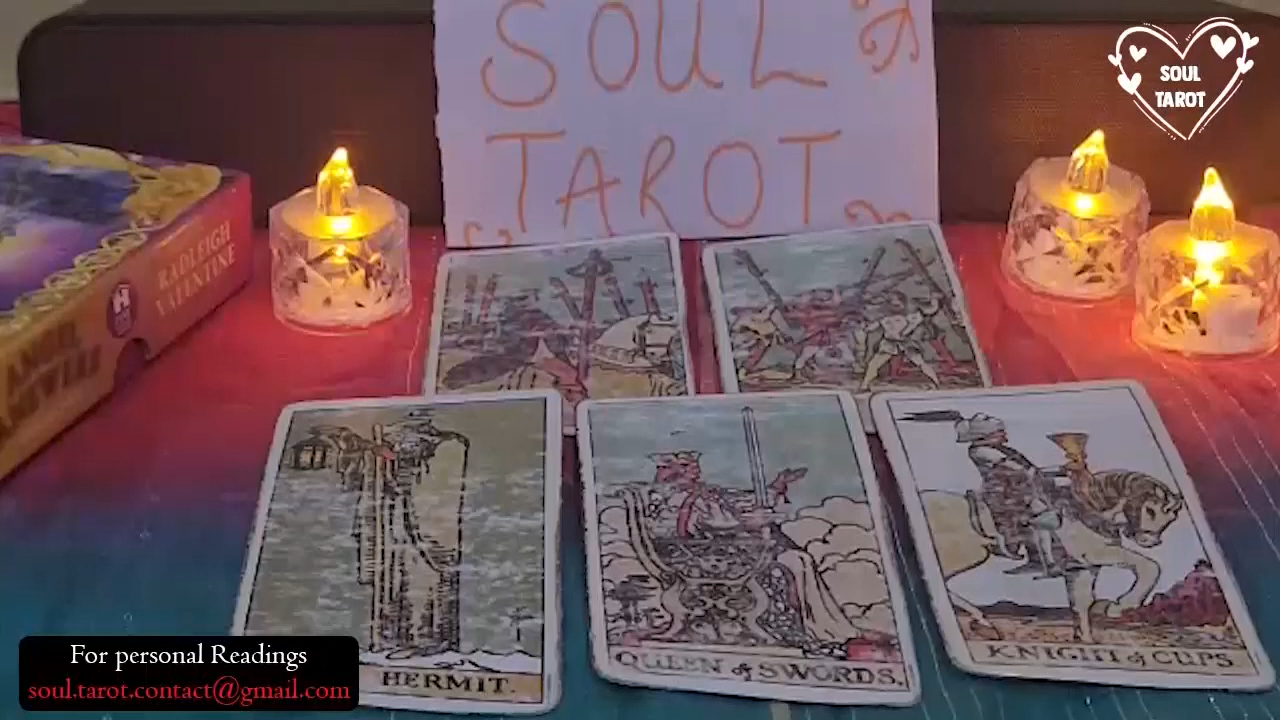 SOUL
TAROT
SOUL
TAROT
RADLEIGH
VALENTINE
ANGEL
HERMIT.
QUEEN of SWORDS.
KNIGHT of CUPS
For personal Readings
soul.tarot.contact@gmail.com